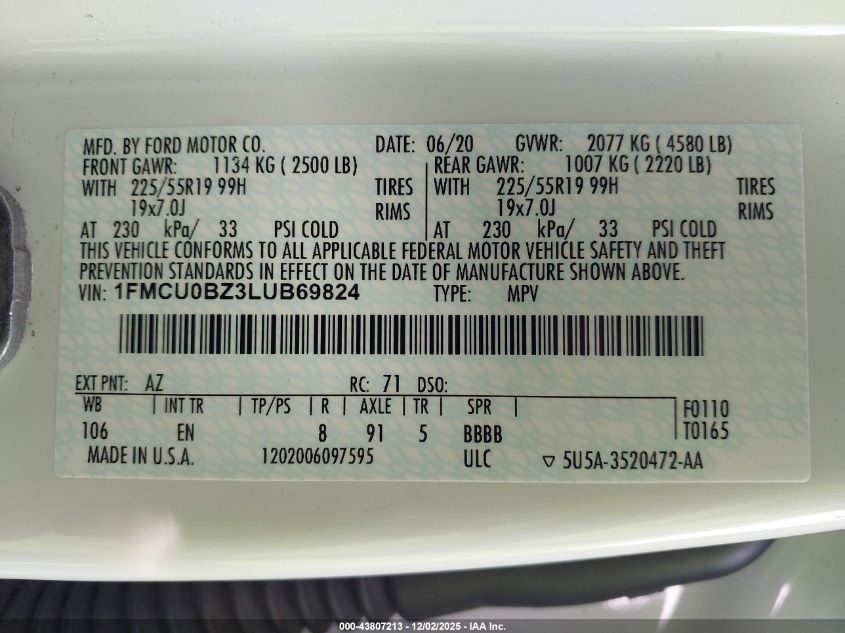 MFD. BY FORD MOTOR CO. DATE: 06/20 GVWR: 2077 KG ( 4580 LB)
FRONT GAWR: 1134 KG ( 2500 LB) REAR GAWR: 1007 KG ( 2220 LB)
WITH 225/55R19 99H TIRES WITH 225/55R19 99H TIRES
19x7.0J RIMS 19x7.0J RIMS
AT 230 kPa/ 33 PSI COLD AT 230 kPa/ 33 PSI COLD
THIS VEHICLE CONFORMS TO ALL APPLICABLE FEDERAL MOTOR VEHICLE SAFETY AND THEFT
PREVENTION STANDARDS IN EFFECT ON THE DATE OF MANUFACTURE SHOWN ABOVE.
VIN: 1FMCU0BZ3LUB69824 TYPE: MPV
EXT PNT: AZ RC: 71 DSO:
WB INT TR TP/PS R AXLE TR SPR F0110
106 EN 8 91 5 BBBB T0165
MADE IN U.S.A. 1202006097595 ULC ▽ 5U5A-3520472-AA
000-43807213 - 12/02/2025 - IAA Inc.